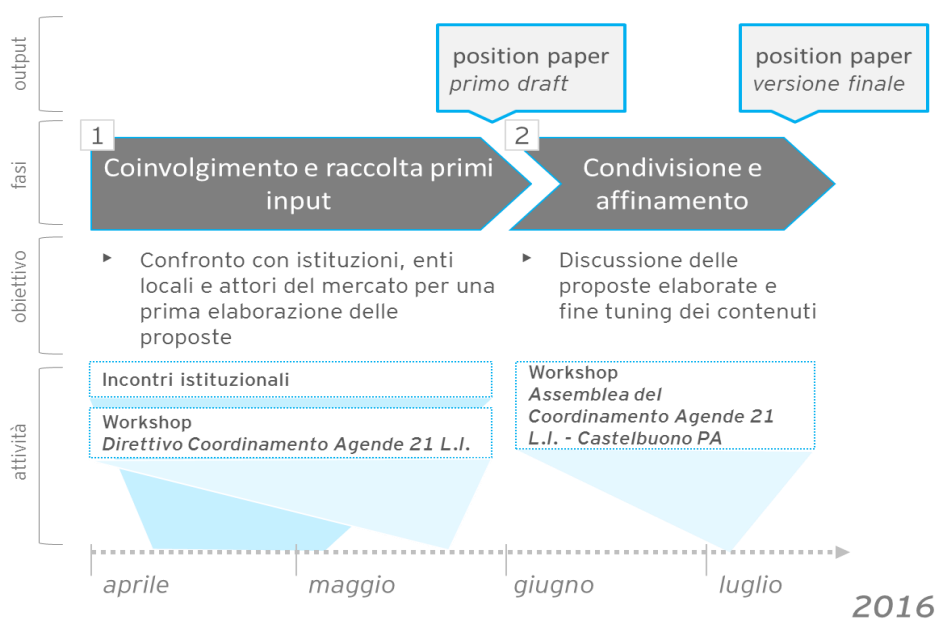 output
position paper
primo draft
position paper
versione finale
fasi
1
Coinvolgimento e raccolta primi
input
2
Condivisione e
affinamento
obiettivo
Confronto con istituzioni, enti
locali e attori del mercato per una
prima elaborazione delle
proposte
Discussione delle
proposte elaborate e
fine tuning dei contenuti
attività
Incontri istituzionali
Workshop
Direttivo Coordinamento Agende 21 L.I.
Workshop
Assemblea del
Coordinamento Agende 21
L.I. - Castelbuono PA
aprile
maggio
giugno
luglio
2016